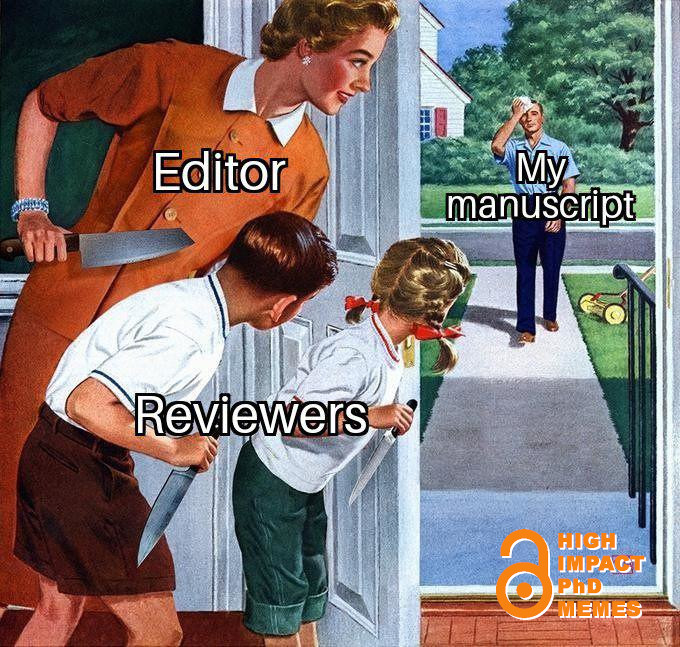 Editor
My
manuscript
Reviewers
HIGH
IMPACT
PhD
MEMES